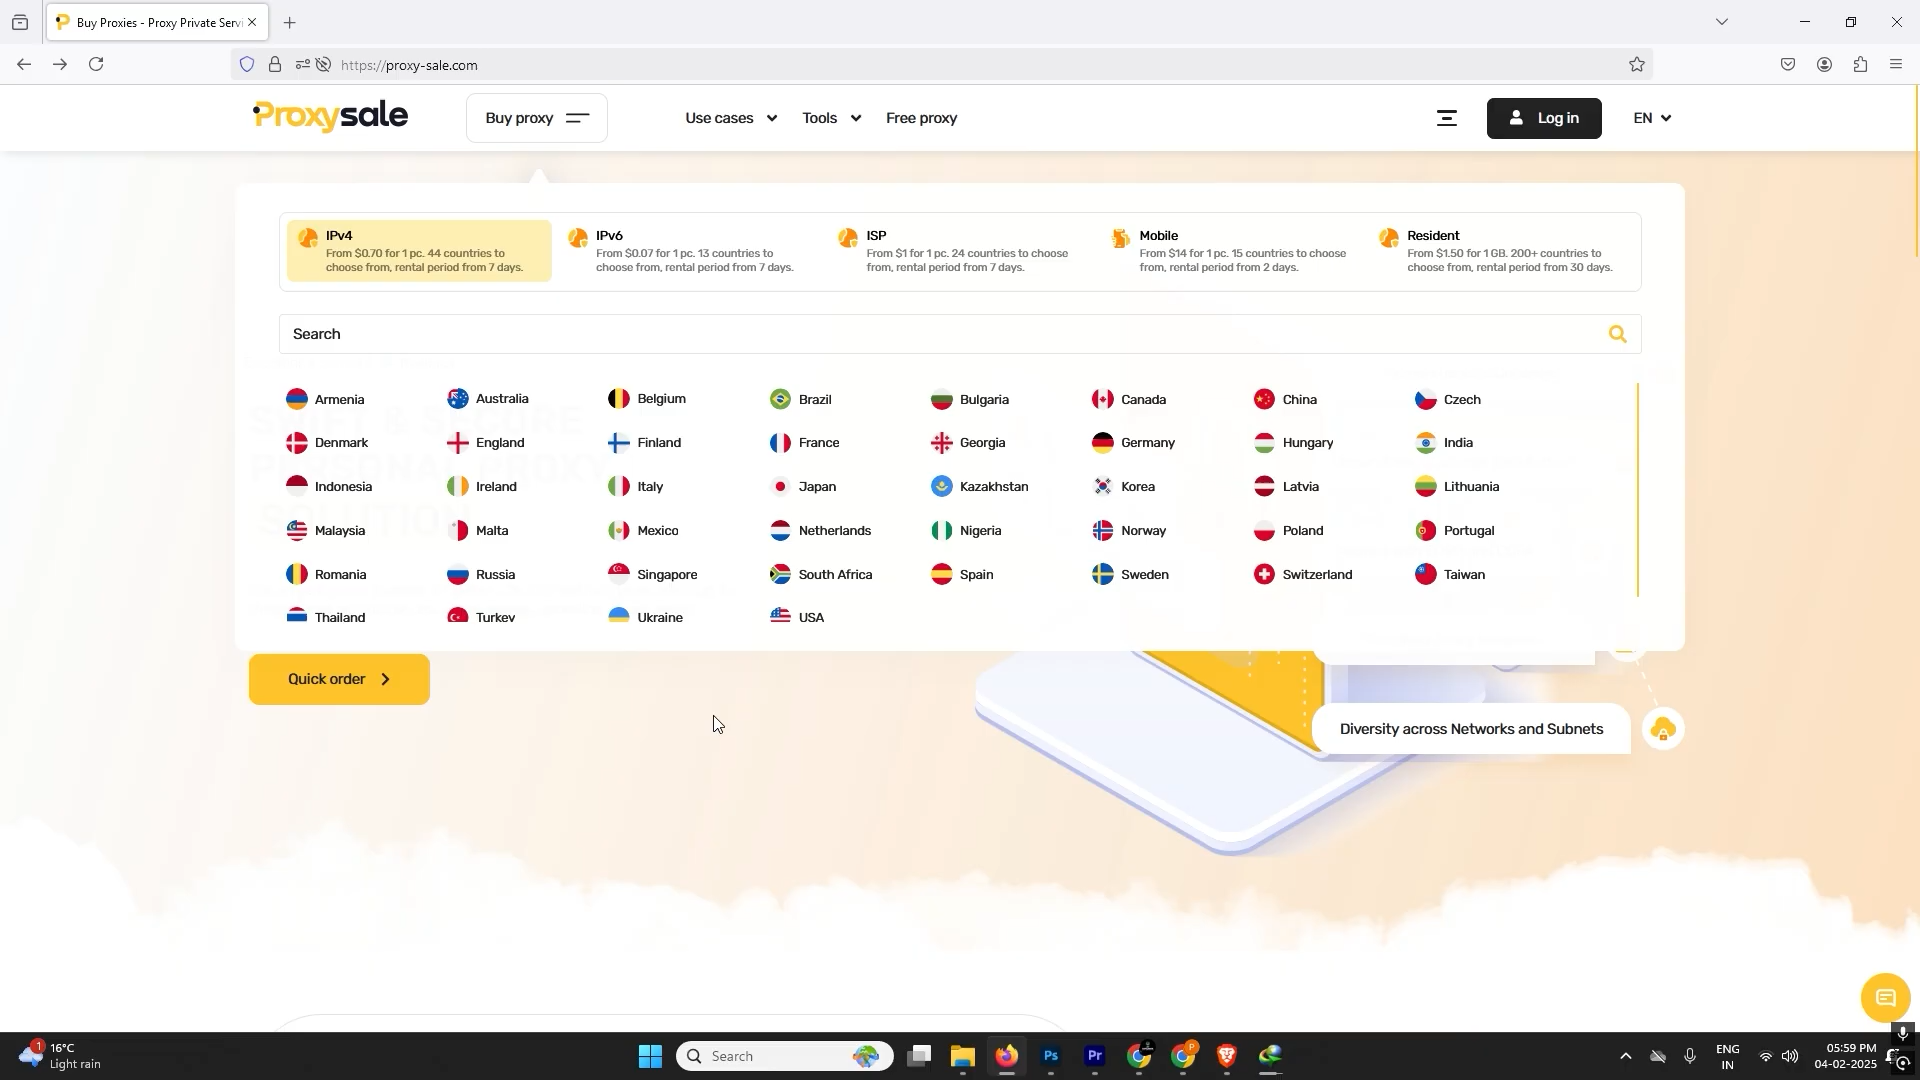 Buy Proxies - Proxy Private Servi
https://proxy-sale.com
Proxysale
Buy proxy
Use cases
Tools
Free proxy
Log in
EN
IPv4
From $0.70 for 1 pc. 44 countries to
choose from, rental period from 7 days.
IPv6
From $0.07 for 1 pc. 13 countries to
choose from, rental period from 7 days.
ISP
From $1 for 1 pc. 24 countries to choose
from, rental period from 7 days.
Mobile
From $14 for 1 pc. 15 countries to choose
from, rental period from 2 days.
Resident
From $1.50 for 1 GB. 200+ countries to
choose from, rental period from 30 days.
Search
Armenia
Australia
Belgium
Brazil
Bulgaria
Canada
China
Czech
Denmark
England
Finland
France
Georgia
Germany
Hungary
India
Indonesia
Ireland
Italy
Japan
Kazakhstan
Korea
Latvia
Lithuania
Malaysia
Malta
Mexico
Netherlands
Nigeria
Norway
Poland
Portugal
Romania
Russia
Singapore
South Africa
Spain
Sweden
Switzerland
Taiwan
Thailand
Turkey
Ukraine
USA
SECURE
PERSONAL PROXY
SOLUTION
Quick order
Diversity across Networks and Subnets
1
16°C
Light rain
Search
Ps
Pr
P
ENG
IN
05:59 PM
04-02-2025